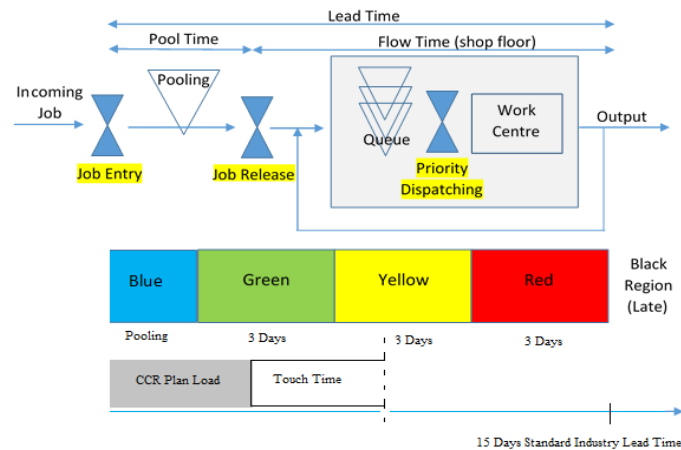 Lead Time
Pool Time
Flow Time (shop floor)
Incoming
Job
Pooling
Queue
Work
Centre
Output
Job Entry
Job Release
Priority
Dispatching
Blue
Green
Yellow
Red
Black
Region
(Late)
Pooling
3 Days
3 Days
3 Days
CCR Plan Load
Touch Time
15 Days Standard Industry Lead Time